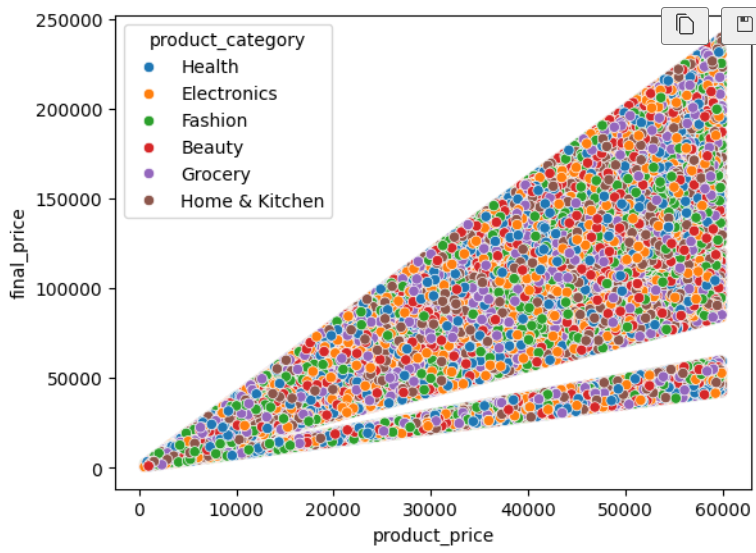 250000
200000
150000
100000
50000
0
final_price
product_category
Health
Electronics
Fashion
Beauty
Grocery
Home & Kitchen
0 10000 20000 30000 40000 50000 60000
product_price